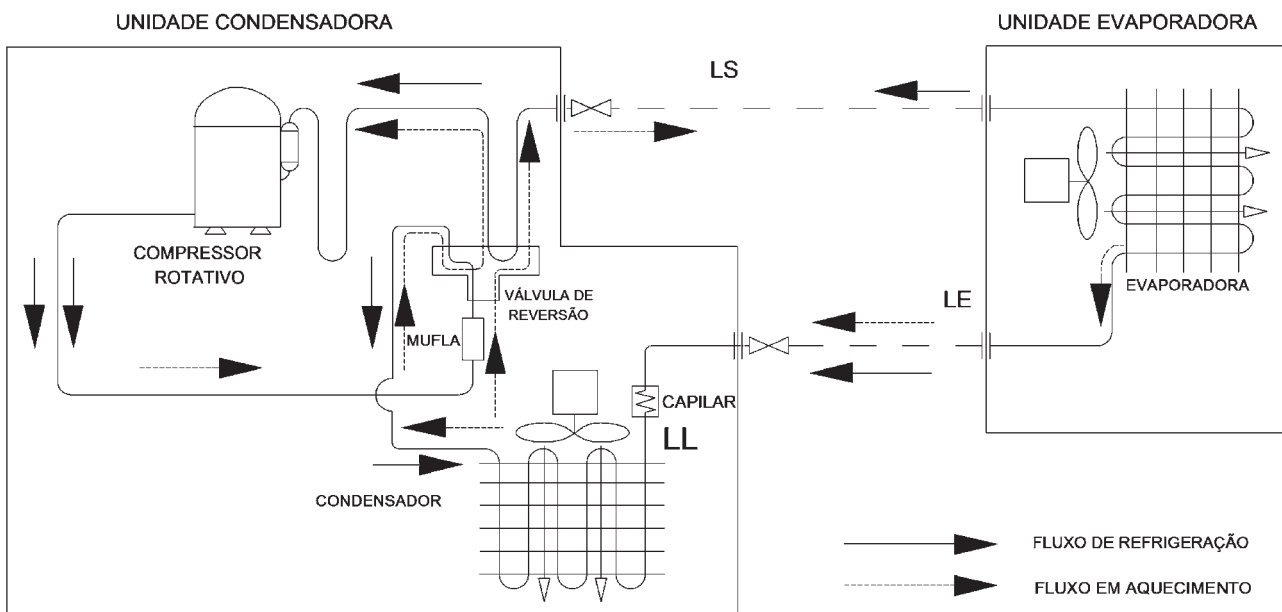 UNIDADE CONDENSADORA
UNIDADE EVAPORADORA
LS
COMPRESSOR
ROTATIVO
VÁLVULA DE
REVERSÃO
EVAPORADORA
LE
MUFLA
CAPILAR
LL
CONDENSADOR
FLUXO DE REFRIGERAÇÃO
FLUXO EM AQUECIMENTO